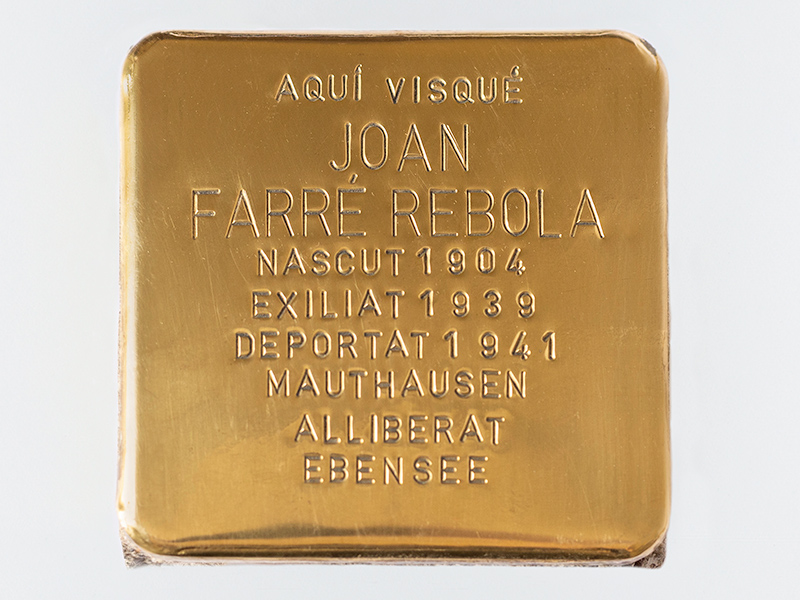 AQUÍ VISQUÉ
JOAN
FARRÉ REBOLA
NASCUT 1904
EXILIAT 1939
DEPORTAT 1941
MAUTHAUSEN
ALLIBERAT
EBENSEE